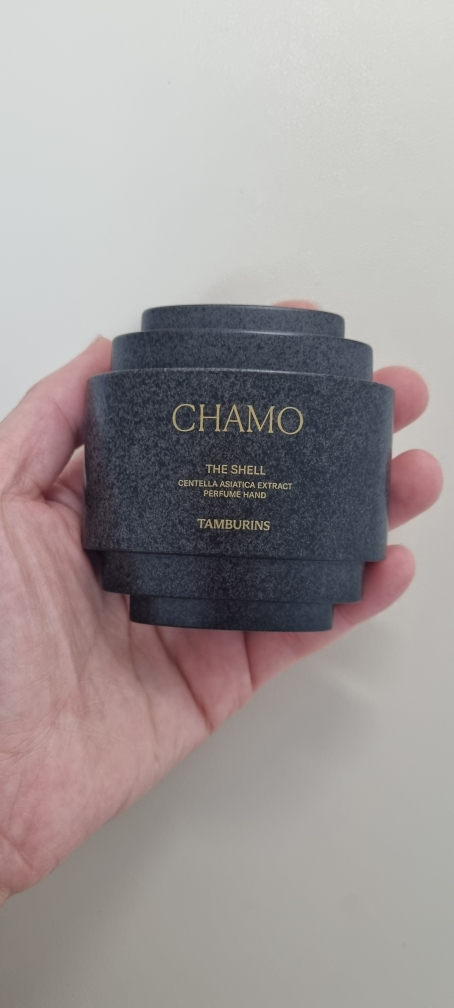 CHAMO
THE SHELL
CENTELLA ASIATICA EXTRACT
PERFUME HAND
TAMBURINS